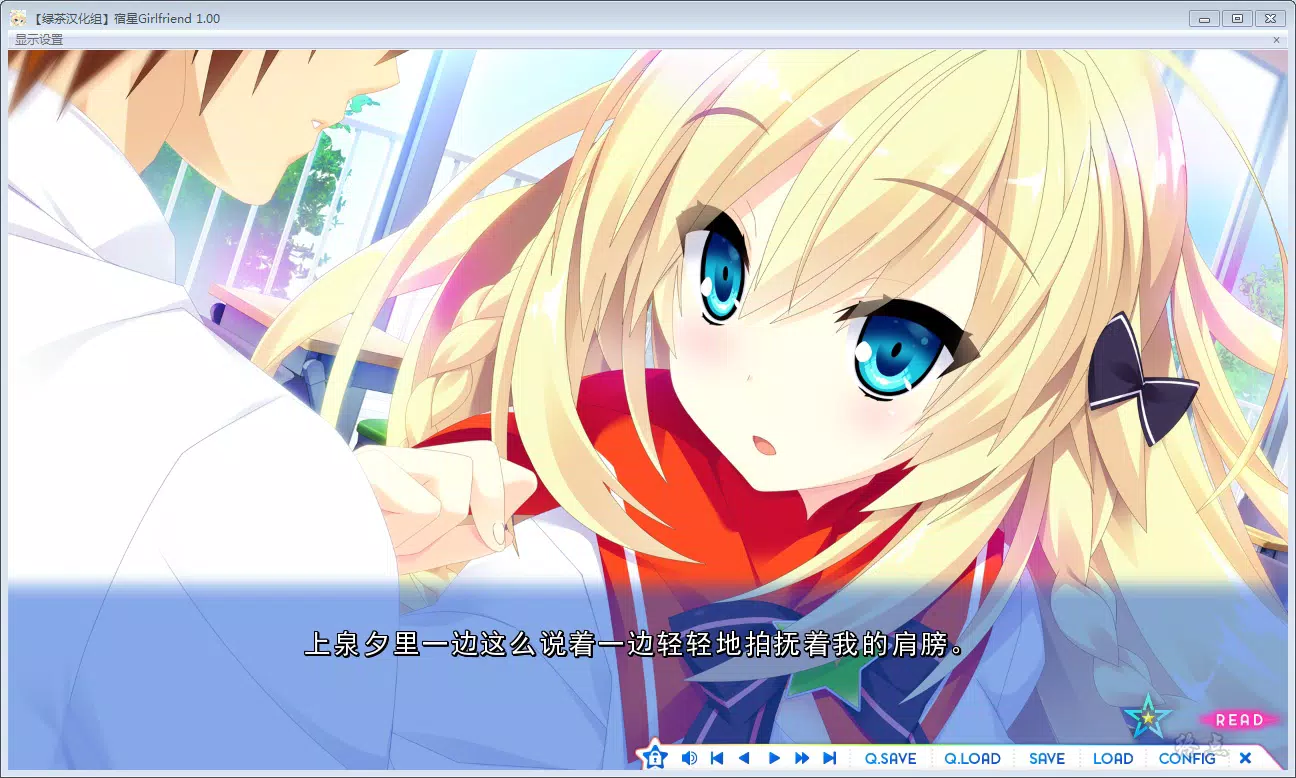 【绿茶汉化组】宿星Girlfriend 1.00
显示设置
上泉夕里一边这么说着一边轻轻地拍抚着我的肩膀。
READ
Q.SAVE Q.LOAD SAVE LOAD CONFIG